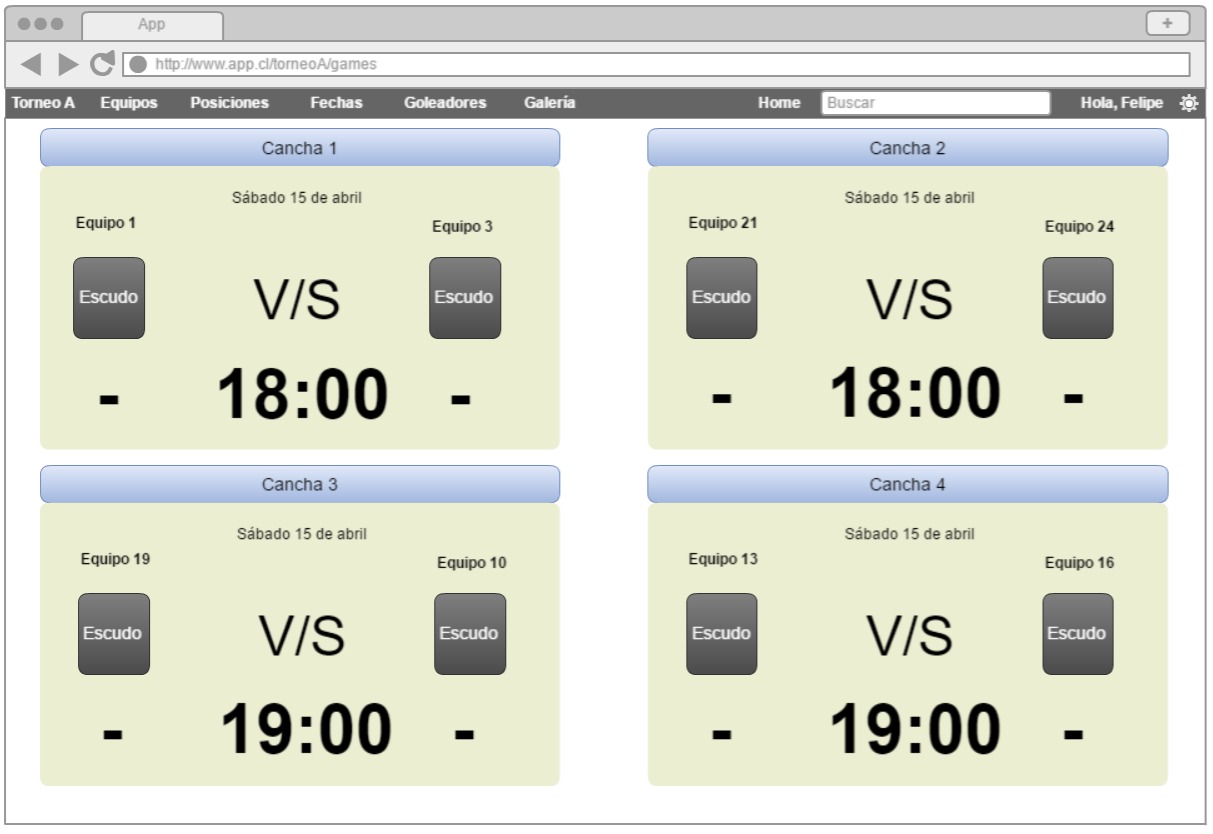 App
+
http://www.app.cl/torneoA/games
Torneo A Equipos Posiciones Fechas Goleadores Galería Home Buscar Hola, Felipe
Cancha 1
Sábado 15 de abril
Equipo 1 Equipo 3
Escudo V/S Escudo
- 18:00 -
Cancha 2
Sábado 15 de abril
Equipo 21 Equipo 24
Escudo V/S Escudo
- 18:00 -
Cancha 3
Sábado 15 de abril
Equipo 19 Equipo 10
Escudo V/S Escudo
- 19:00 -
Cancha 4
Sábado 15 de abril
Equipo 13 Equipo 16
Escudo V/S Escudo
- 19:00 -